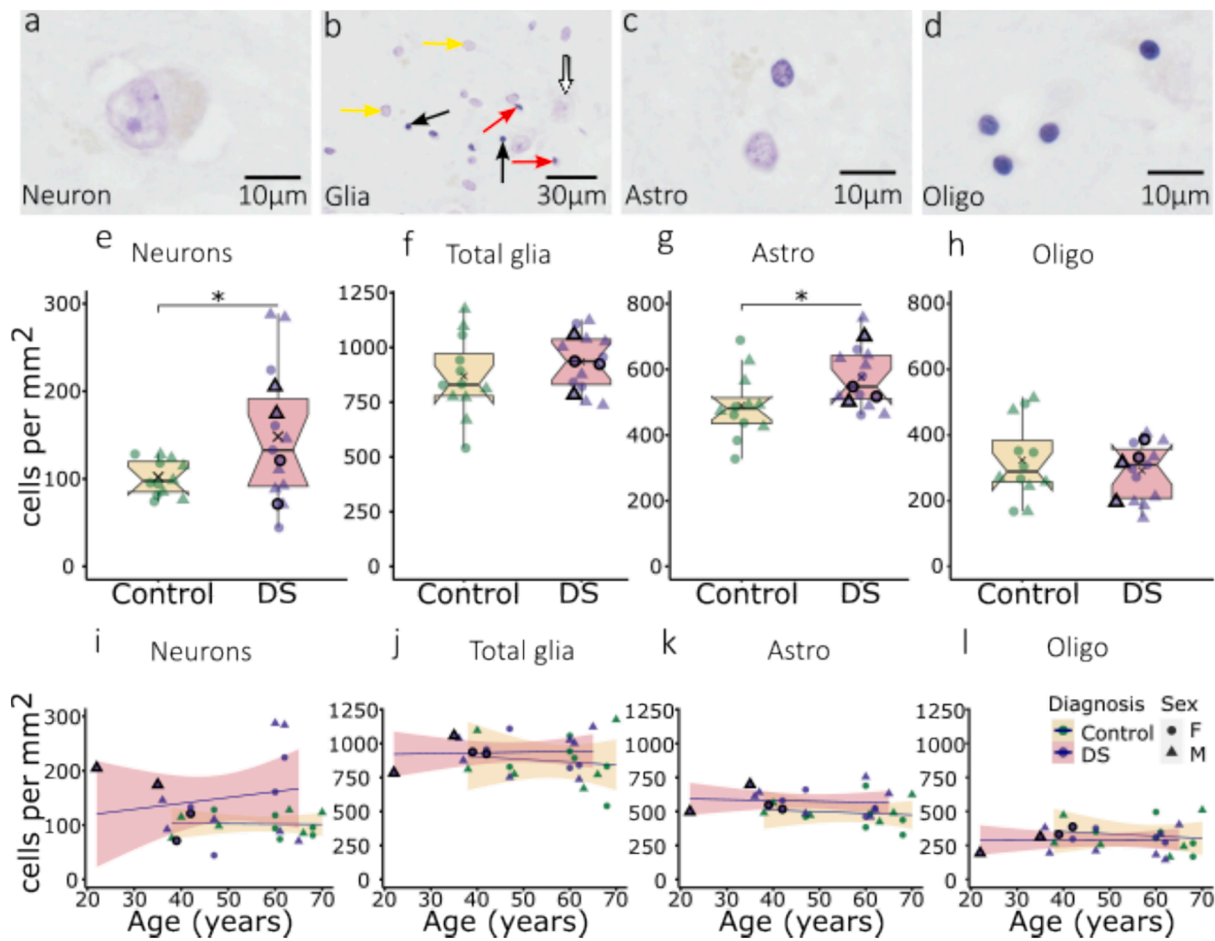 a b c d
Neuron 10µm Glia 30µm Astro 10µm Oligo 10µm
e Neurons f Total glia g Astro h Oligo
cells per mm2
300
200
100
0
*
Control DS
1250
1000
750
500
250
0
Control DS
800
600
400
200
0
*
Control DS
800
600
400
200
0
Control DS
i Neurons j Total glia k Astro l Oligo
cells per mm2
300
200
100
0
20 30 40 50 60 70
Age (years)
1250
1000
750
500
250
0
20 30 40 50 60 70
Age (years)
1250
1000
750
500
250
0
20 30 40 50 60 70
Age (years)
1250
1000
750
500
250
0
20 30 40 50 60 70
Age (years)
Diagnosis Sex
Control F
DS M